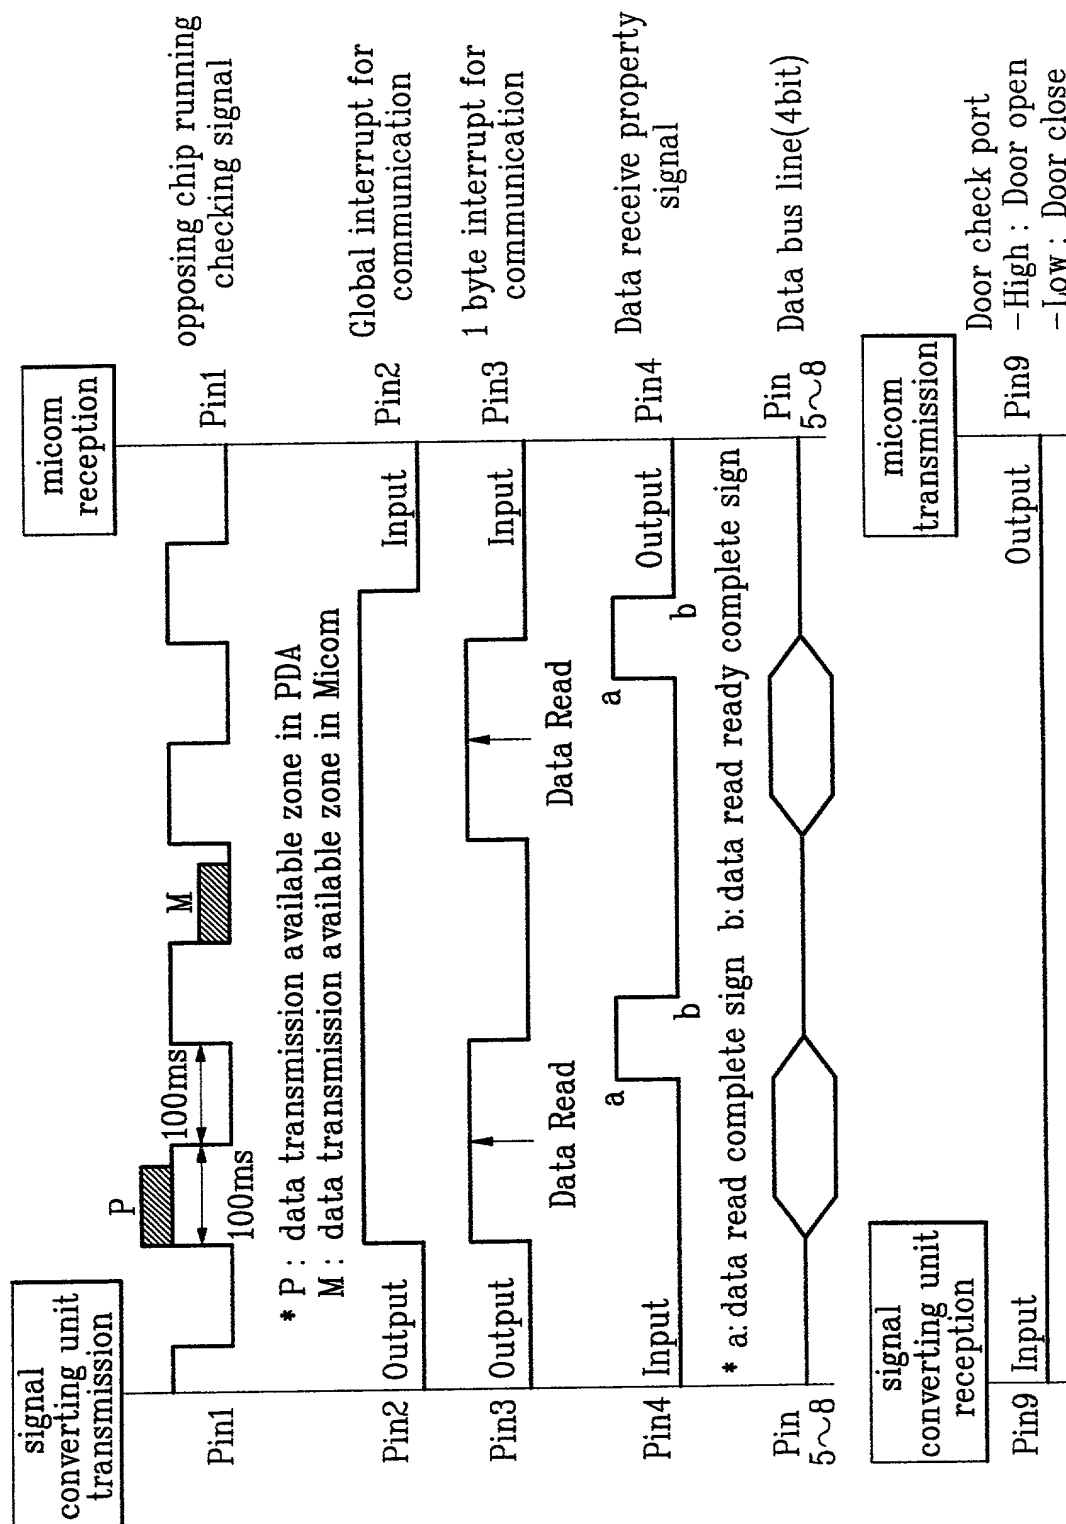 signal
converting unit
transmission
micom
reception
Pin1
P
100ms
100ms
M
Pin1
opposing chip running
checking signal
* P : data transmission available zone in PDA
M : data transmission available zone in Micom
Pin2
Output
Input
Pin2
Global interrupt for
communication
Pin3
Output
Data Read
Data Read
Input
Pin3
1 byte interrupt for
communication
Pin4
Input
a
b
a
b
Output
Pin4
Data receive property
signal
* a: data read complete sign b: data read ready complete sign
Pin
5~8
Pin
5~8
Data bus line(4bit)
signal
converting unit
reception
micom
transmission
Pin9
Input
Output
Pin9
Door check port
-High : Door open
-Low : Door close